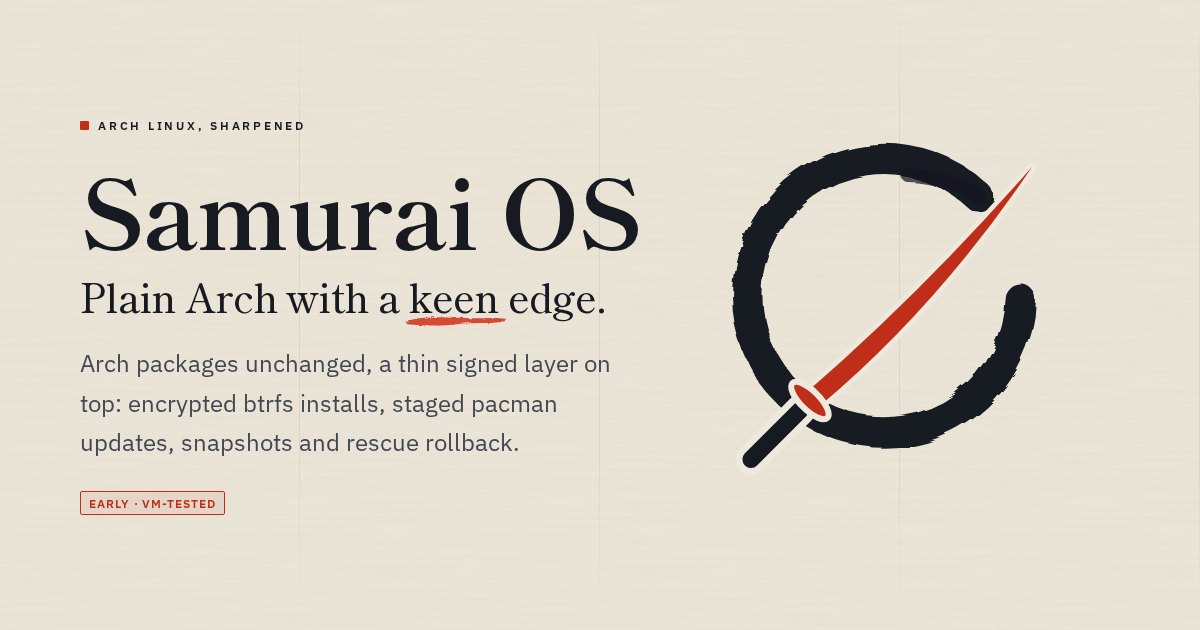 ARCH LINUX, SHARPENED
Samurai OS
Plain Arch with a keen edge.
Arch packages unchanged, a thin signed layer on
top: encrypted btrfs installs, staged pacman
updates, snapshots and rescue rollback.
EARLY · VM-TESTED